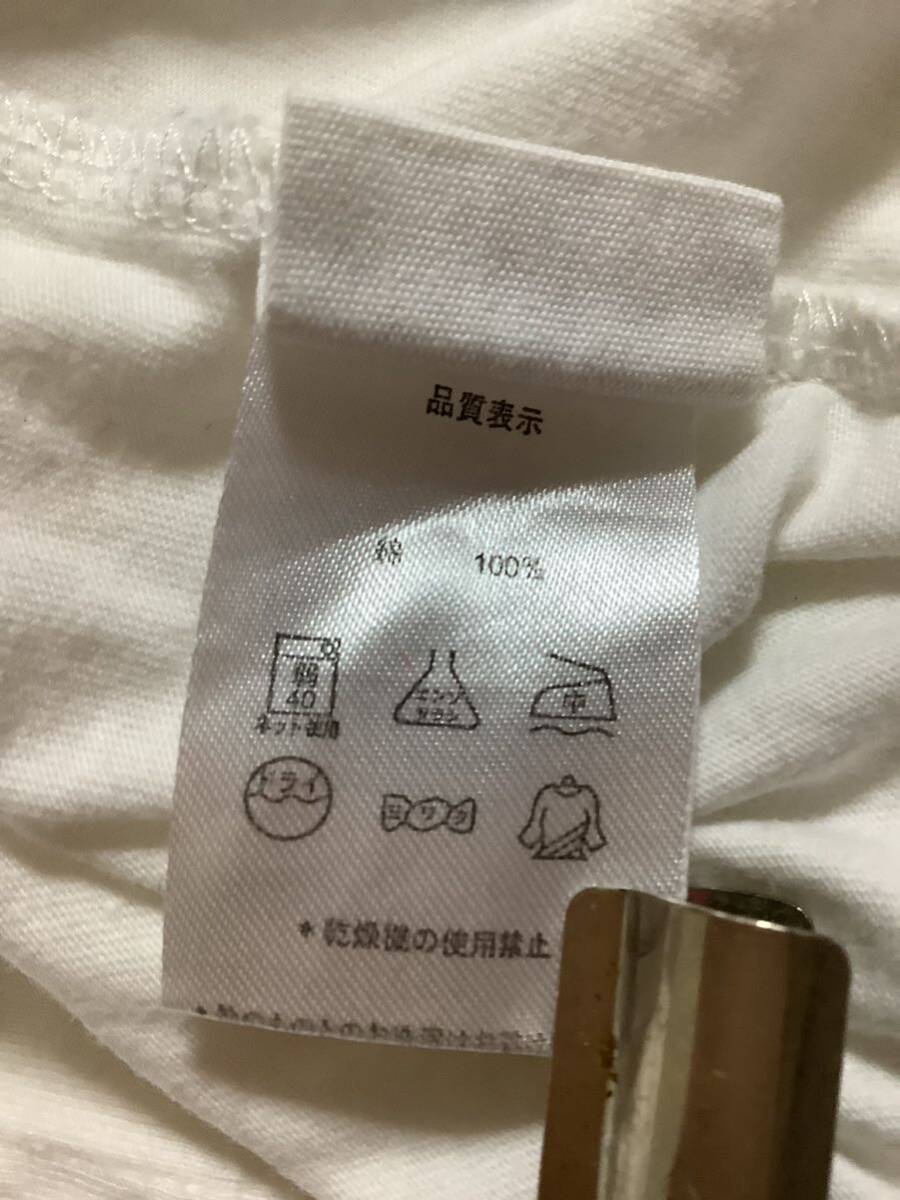 品質表示
綿 100%
弱
40
ネット使用
エンソ
サラシ
中
ドライ
ヨワク
*乾燥機の使用禁止